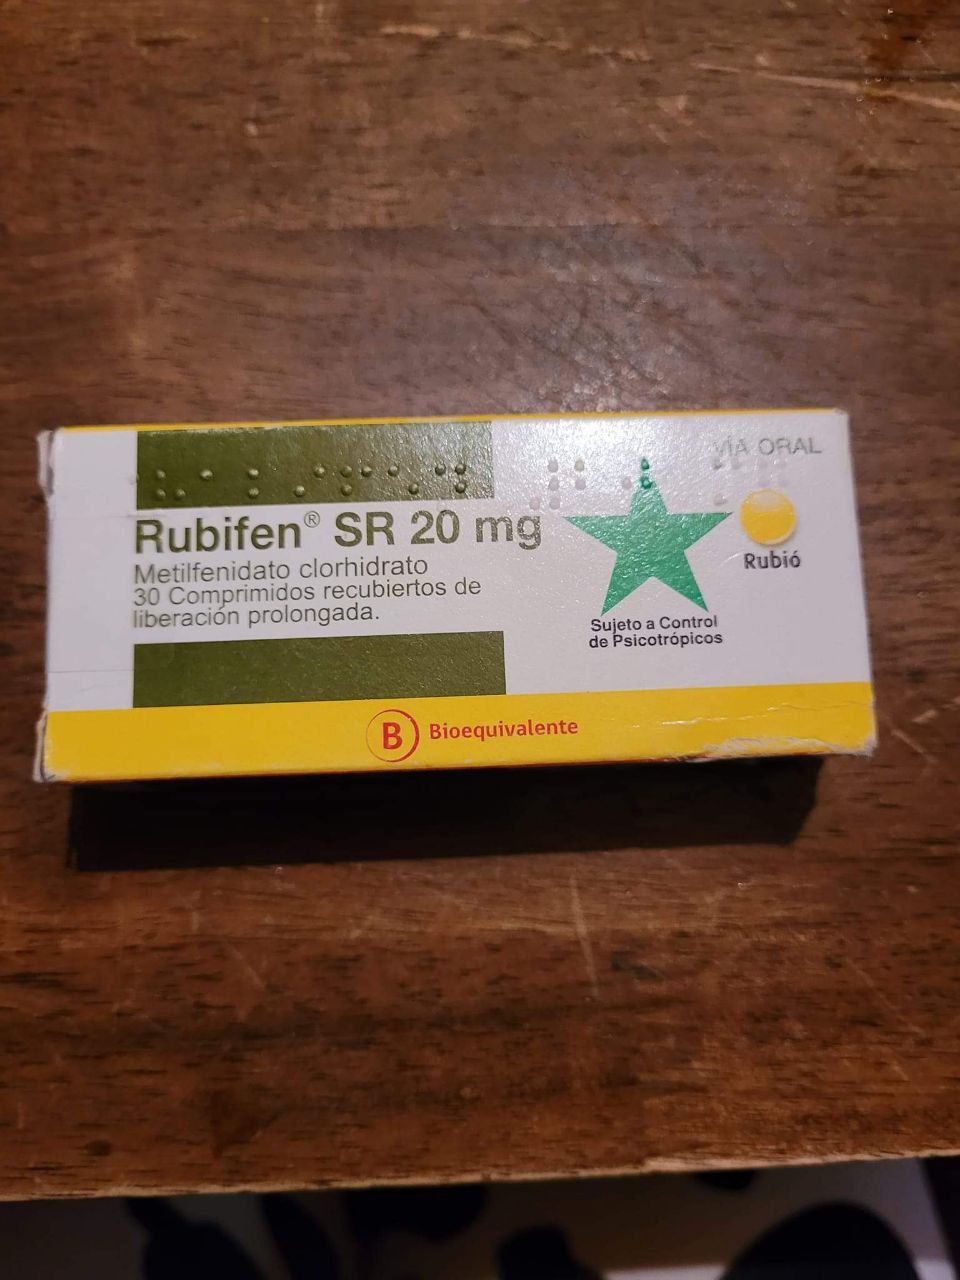 VÍA ORAL
Rubifen® SR 20 mg
Metilfenidato clorhidrato
30 Comprimidos recubiertos de
liberación prolongada.
Rubió
Sujeto a Control
de Psicotrópicos
B Bioequivalente